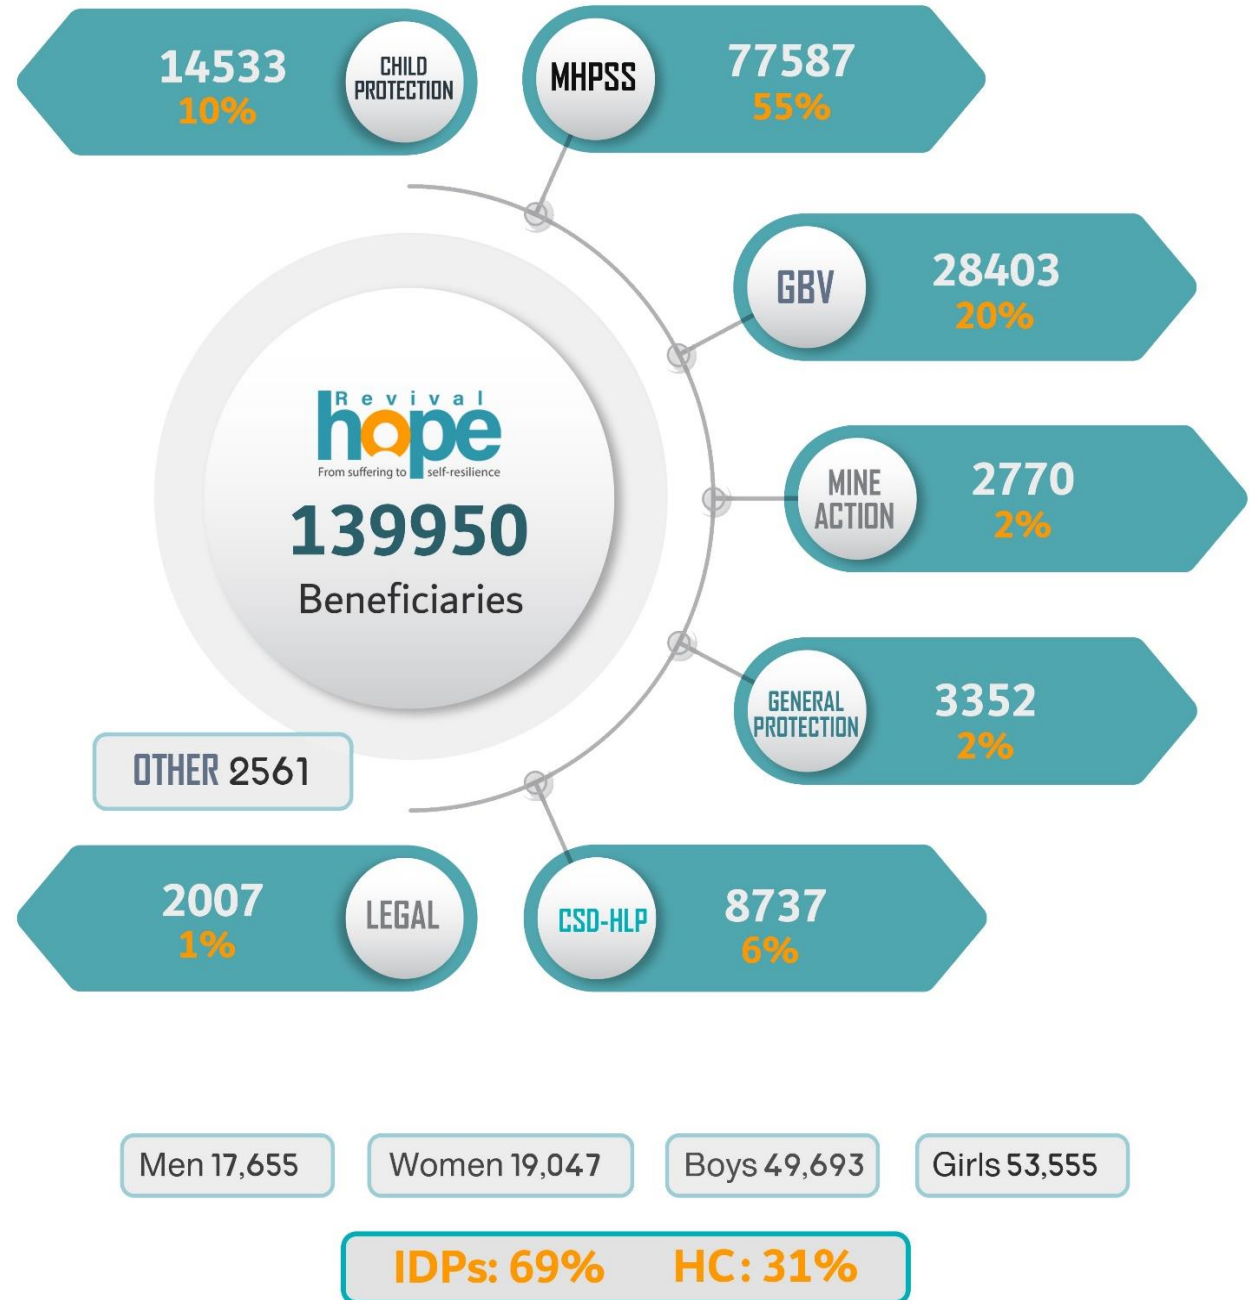 14533
10%
CHILD
PROTECTION
MHPSS
77587
55%
GBV
28403
20%
MINE
ACTION
2770
2%
GENERAL
PROTECTION
3352
2%
Revival
hope
From suffering to self-resilience
139950
Beneficiaries
OTHER 2561
2007
1%
LEGAL
CSD-HLP
8737
6%
Men 17,655
Women 19,047
Boys 49,693
Girls 53,555
IDPs: 69% HC: 31%